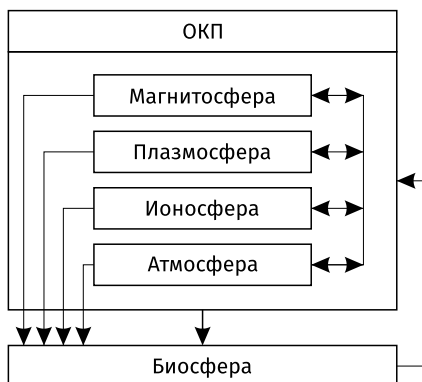 ОКП
Магнитосфера
Плазмосфера
Ионосфера
Атмосфера
Биосфера